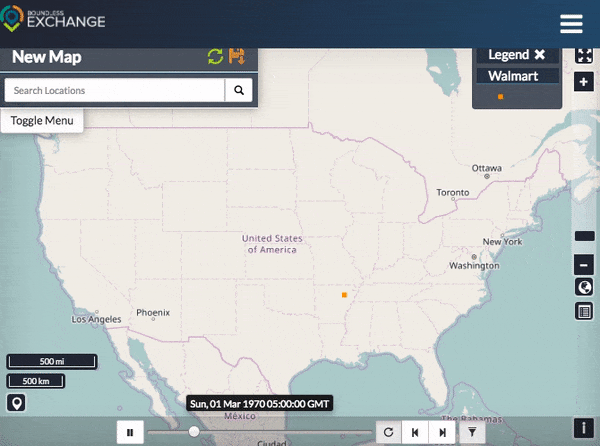 BOUNDLESS
EXCHANGE
New Map
Search Locations
Toggle Menu
Legend ✖
Walmart
Ottawa
Toronto
United States
of America
New York
Washington
Los Angeles
Phoenix
500 mi
500 km
Sun, 01 Mar 1970 05:00:00 GMT
México
Ciudad
The Bahamas